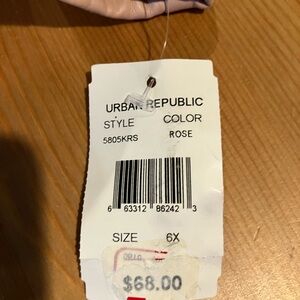 URBAN REPUBLIC
STYLE COLOR
5805KRS ROSE
6 63312 86242 3
SIZE 6X
$68.00